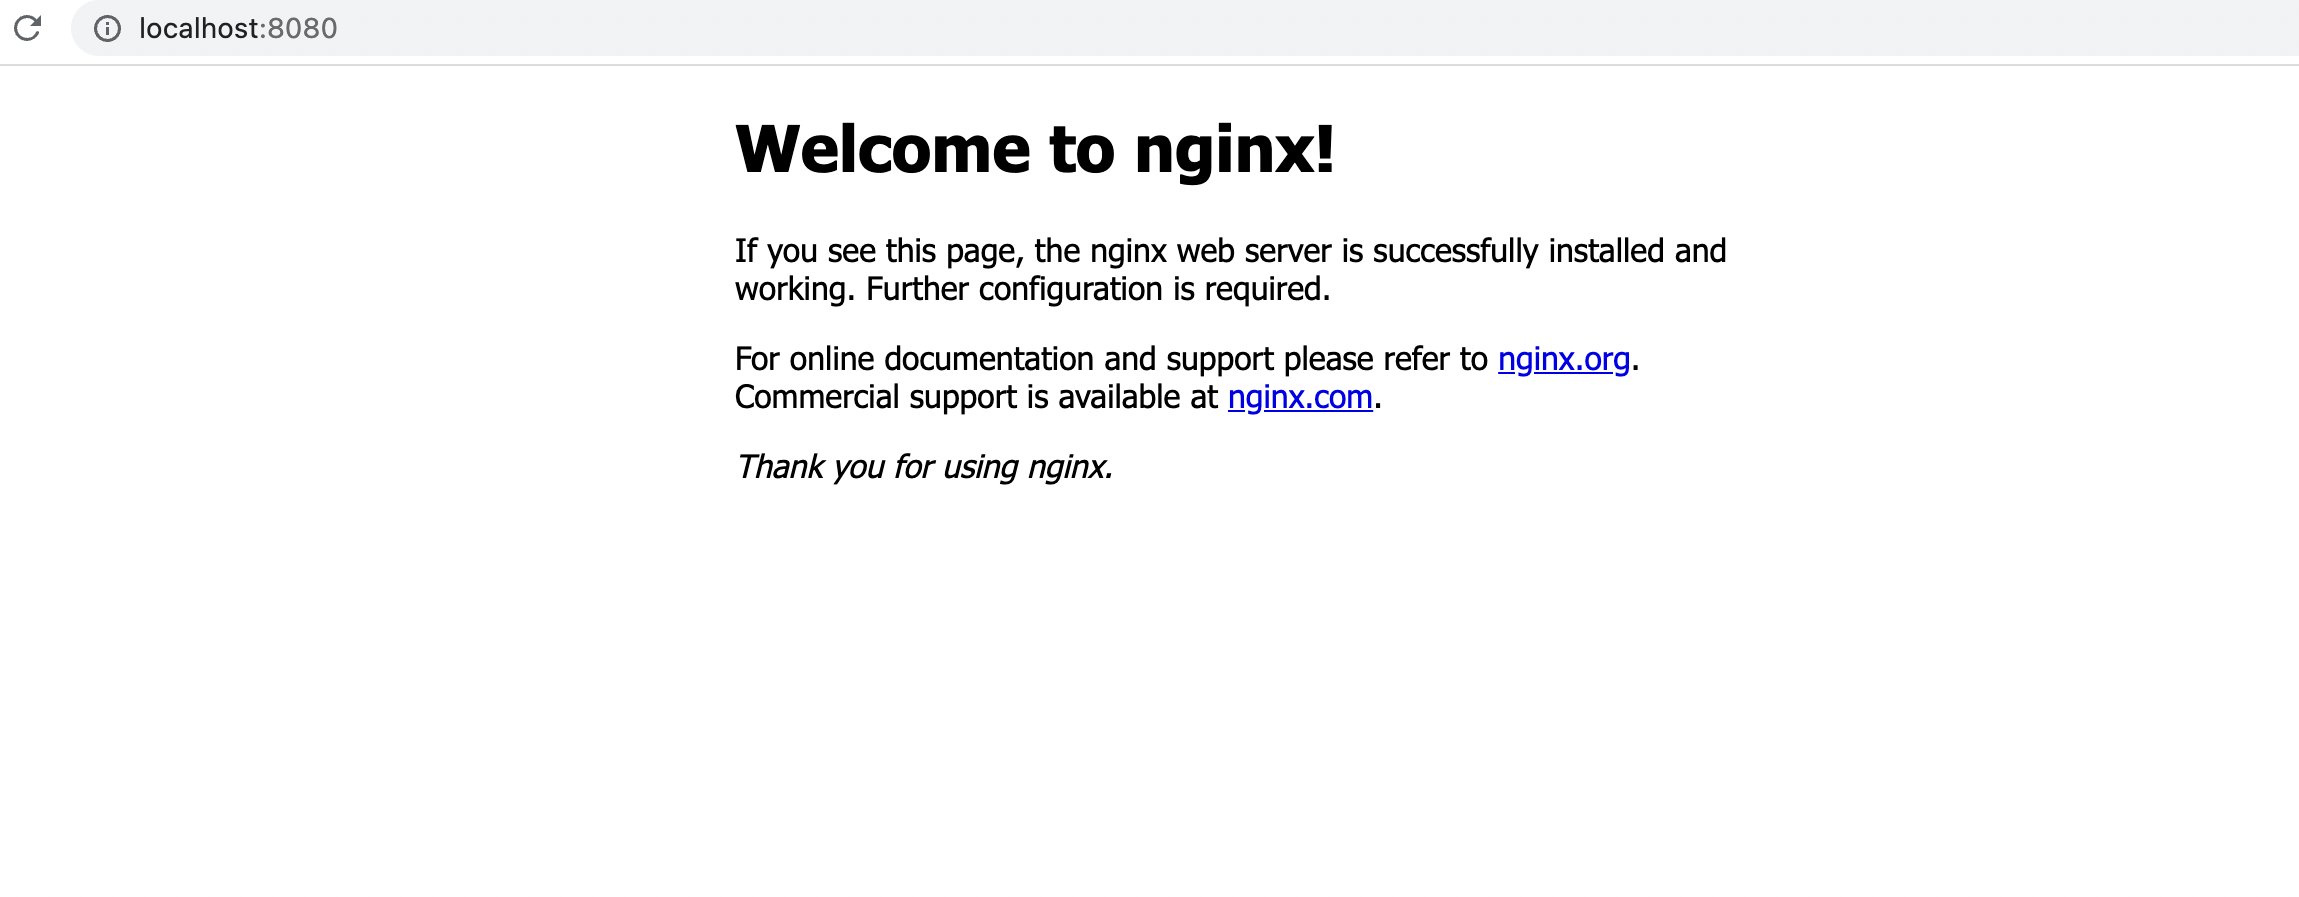 localhost:8080
Welcome to nginx!
If you see this page, the nginx web server is successfully installed and
working. Further configuration is required.
For online documentation and support please refer to nginx.org.
Commercial support is available at nginx.com.
Thank you for using nginx.